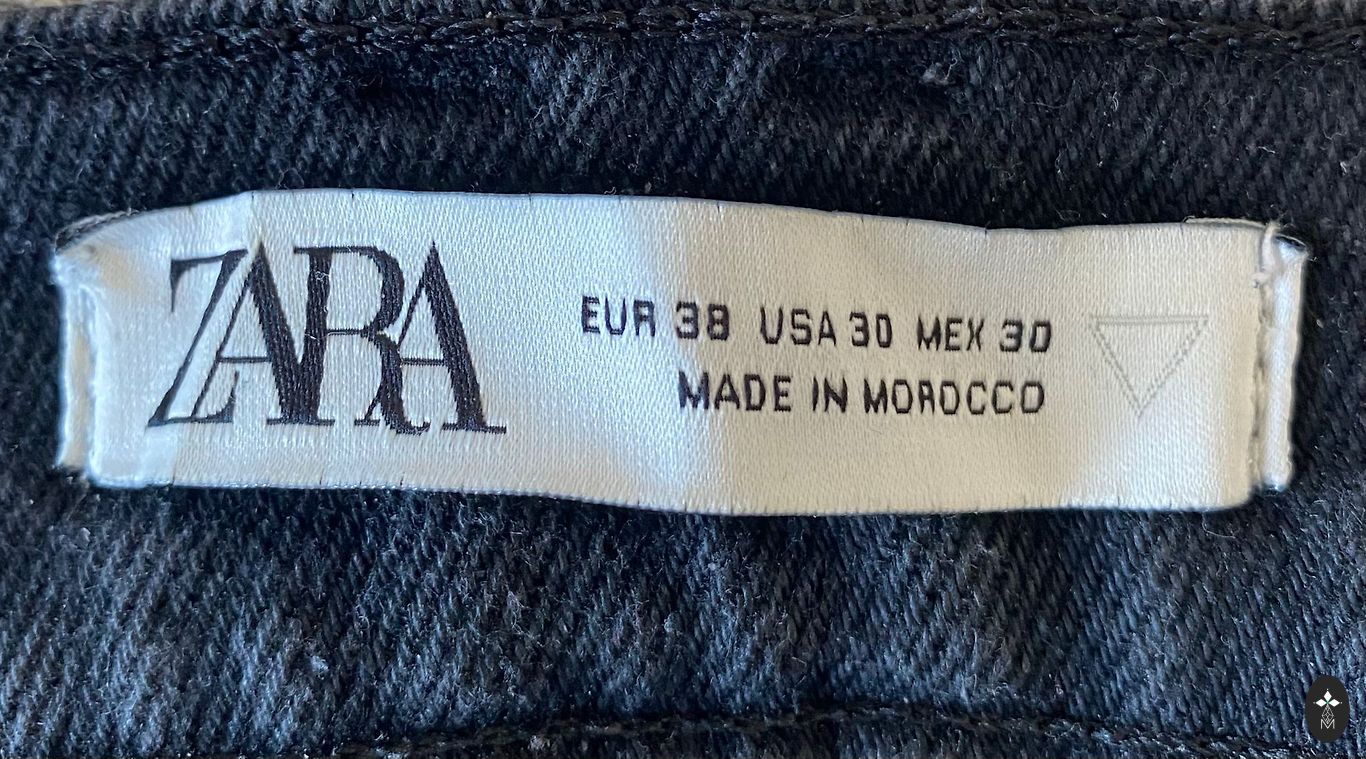 ZARA
EUR 38 USA 30 MEX 30
MADE IN MOROCCO
M